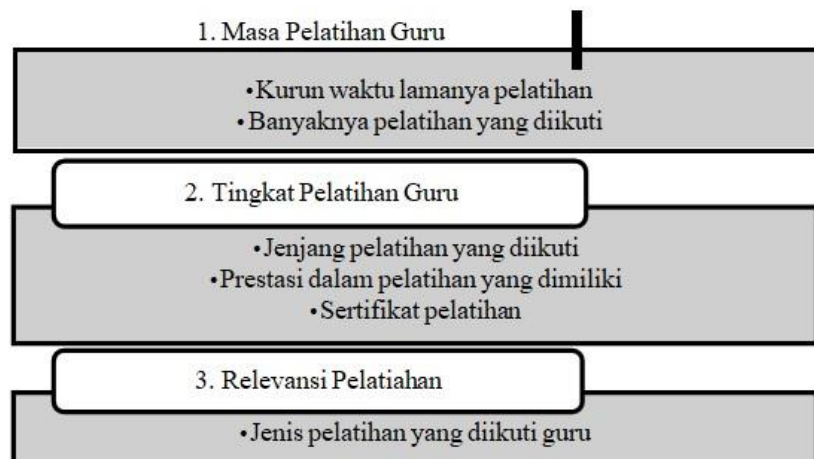 1. Masa Pelatihan Guru
•Kurun waktu lamanya pelatihan
•Banyaknya pelatihan yang diikuti
2. Tingkat Pelatihan Guru
•Jenjang pelatihan yang diikuti
•Prestasi dalam pelatihan yang dimiliki
•Sertifikat pelatihan
3. Relevansi Pelatiahan
•Jenis pelatihan yang diikuti guru